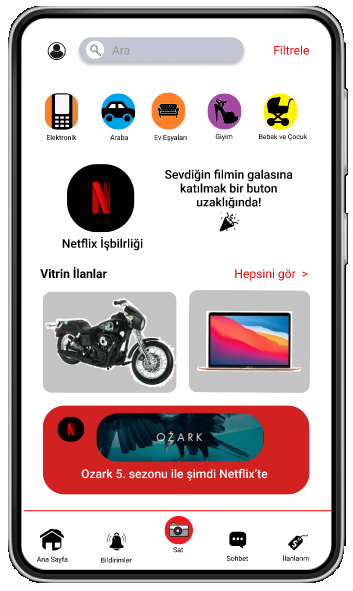 Ara
Filtrele
Elektronik
Araba
Ev Eşyaları
Giyim
Bebek ve Çocuk
N
Netflix İşbilrliği
Sevdiğin filmin galasına
katılmak bir buton
uzaklığında!
Vitrin İlanlar
Hepsini gör >
N
OZARK
Ozark 5. sezonu ile şimdi Netflix'te
Ana Sayfa
Bildirimler
Sat
Sohbet
İlanlarım